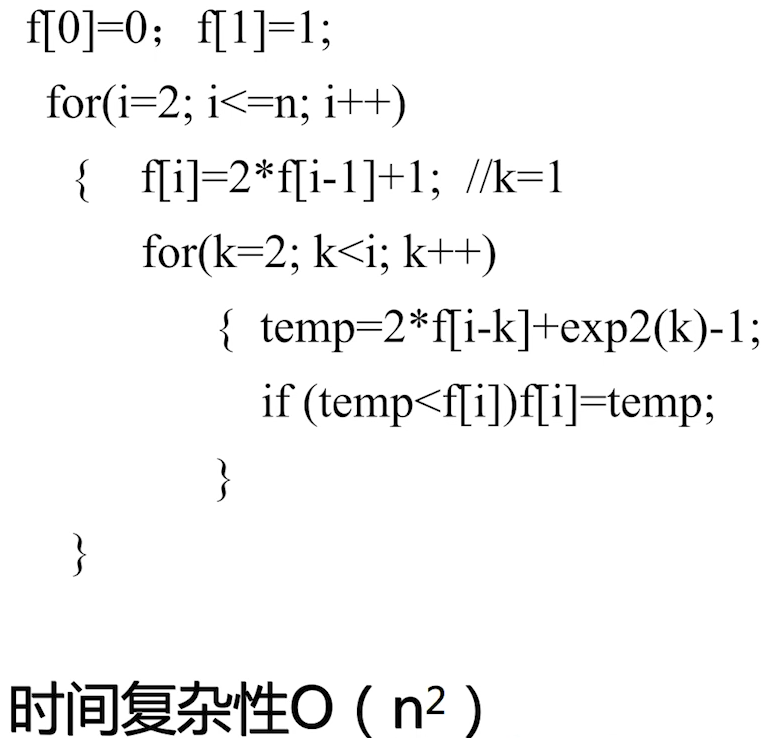 f[0]=0；f[1]=1;
for(i=2; i<=n; i++)
{ f[i]=2*f[i-1]+1; //k=1
for(k=2; k<i; k++)
{ temp=2*f[i-k]+exp2(k)-1;
if (temp<f[i])f[i]=temp;
}
}
时间复杂性O（n²）